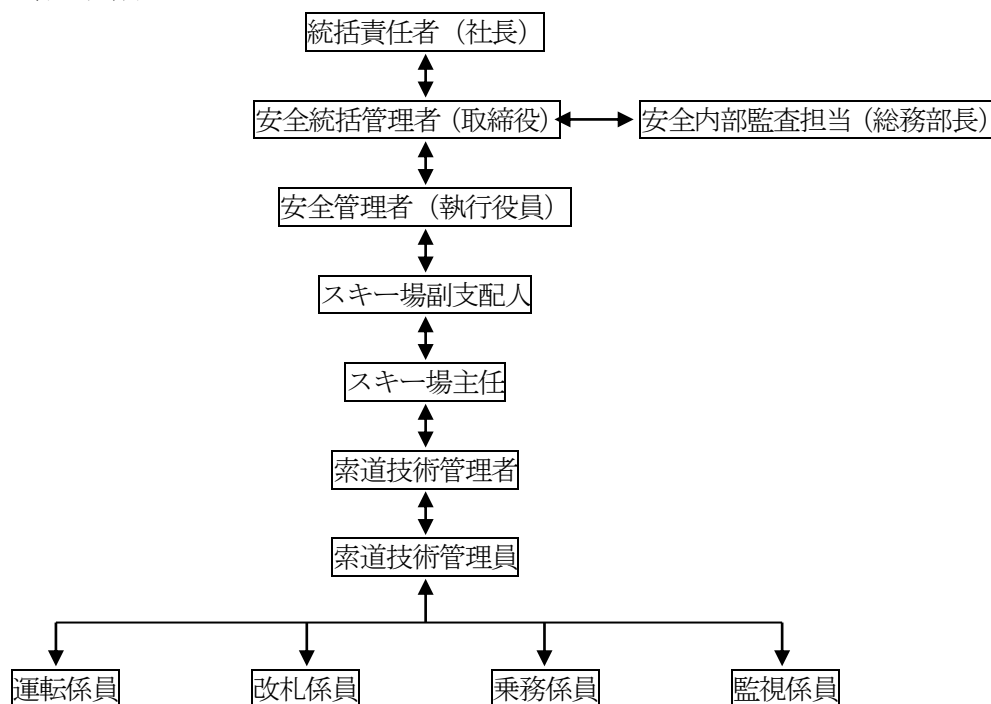 統括責任者（社長）
安全統括管理者（取締役）
安全内部監査担当（総務部長）
安全管理者（執行役員）
スキー場副支配人
スキー場主任
索道技術管理者
索道技術管理員
運転係員
改札係員
乗務係員
監視係員